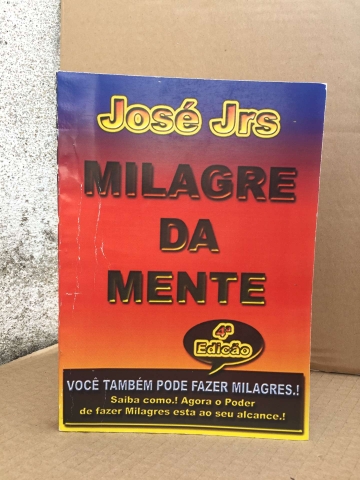 José Jrs
MILAGRE
DA
MENTE
4ª
Edição
VOCÊ TAMBÉM PODE FAZER MILAGRES.!
Saiba como.! Agora o Poder
de fazer Milagres esta ao seu alcance.!